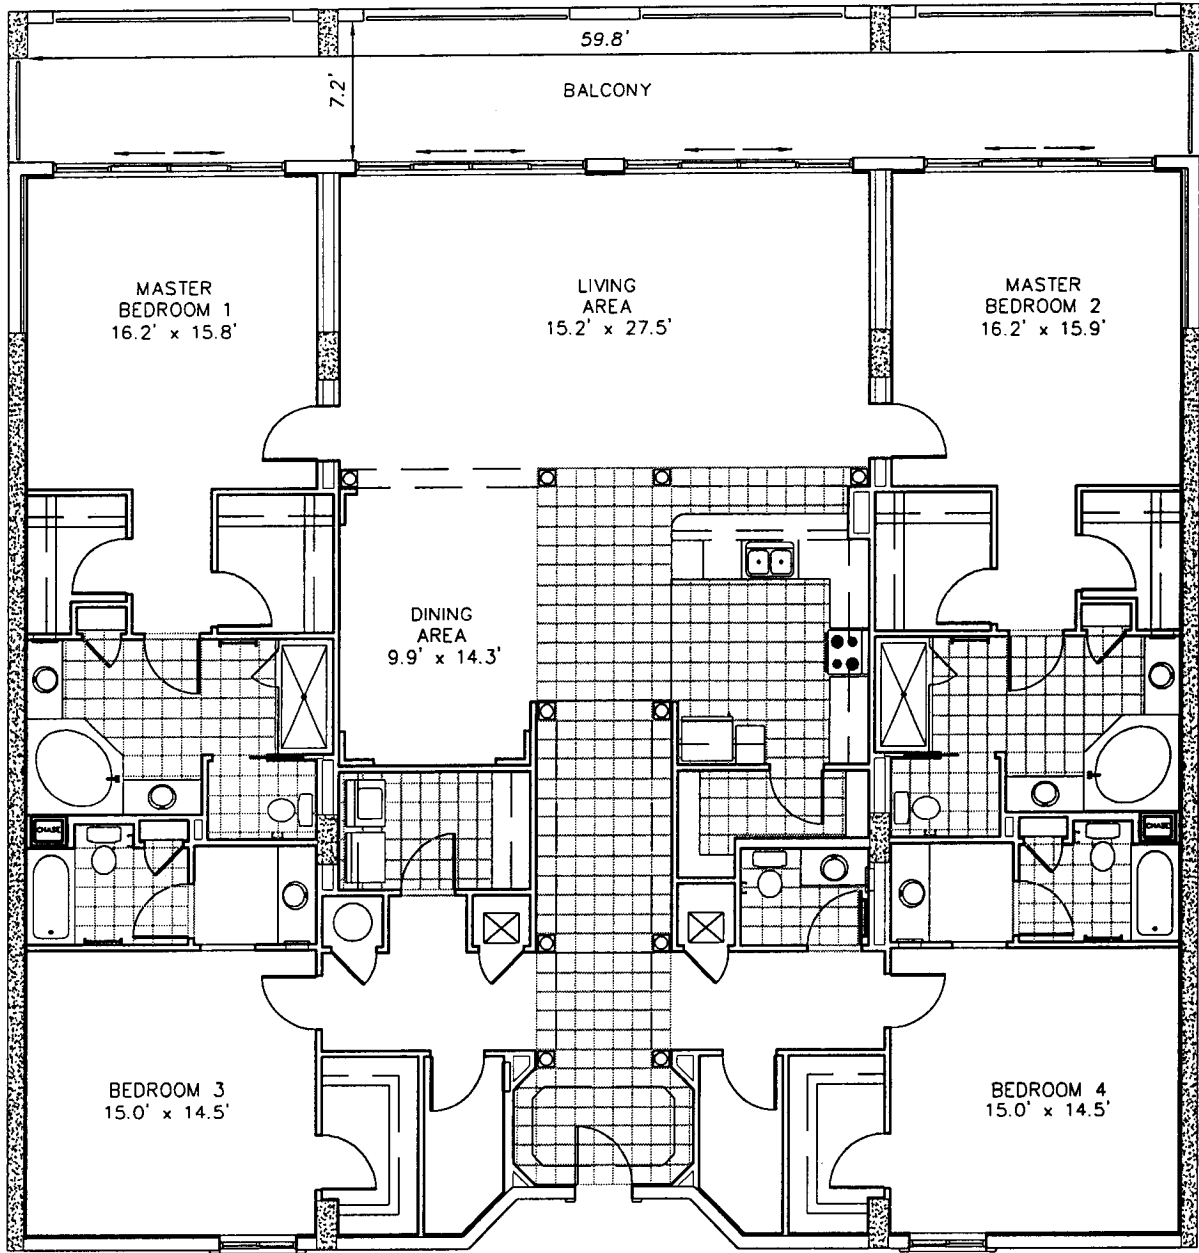 59.8'
7.2'
BALCONY
MASTER
BEDROOM 1
16.2' x 15.8'
LIVING
AREA
15.2' x 27.5'
MASTER
BEDROOM 2
16.2' x 15.9'
DINING
AREA
9.9' x 14.3'
CHASE
CHASE
BEDROOM 3
15.0' x 14.5'
BEDROOM 4
15.0' x 14.5'